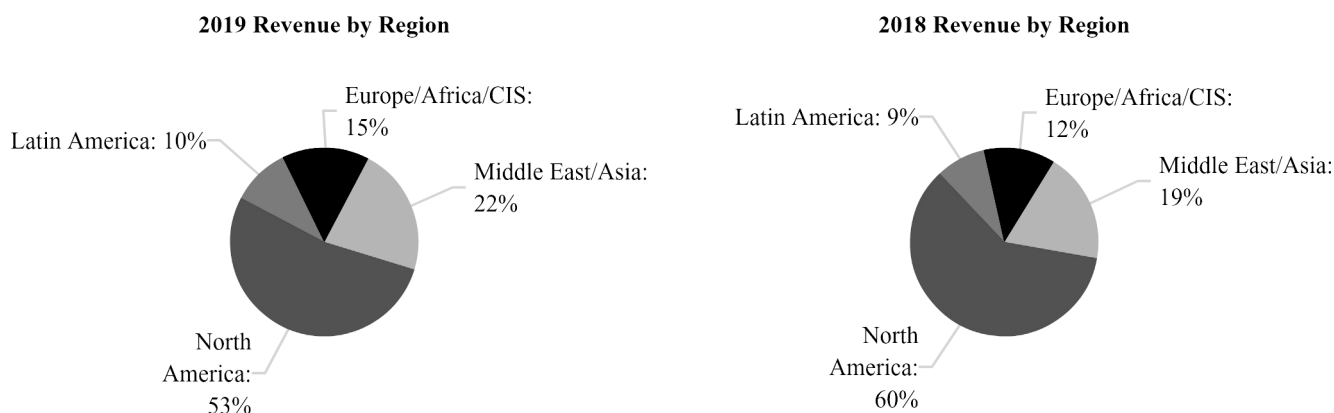 2019 Revenue by Region
Europe/Africa/CIS:
15%
Latin America: 10%
Middle East/Asia:
22%
North
America:
53%
2018 Revenue by Region
Europe/Africa/CIS:
12%
Latin America: 9%
Middle East/Asia:
19%
North
America:
60%